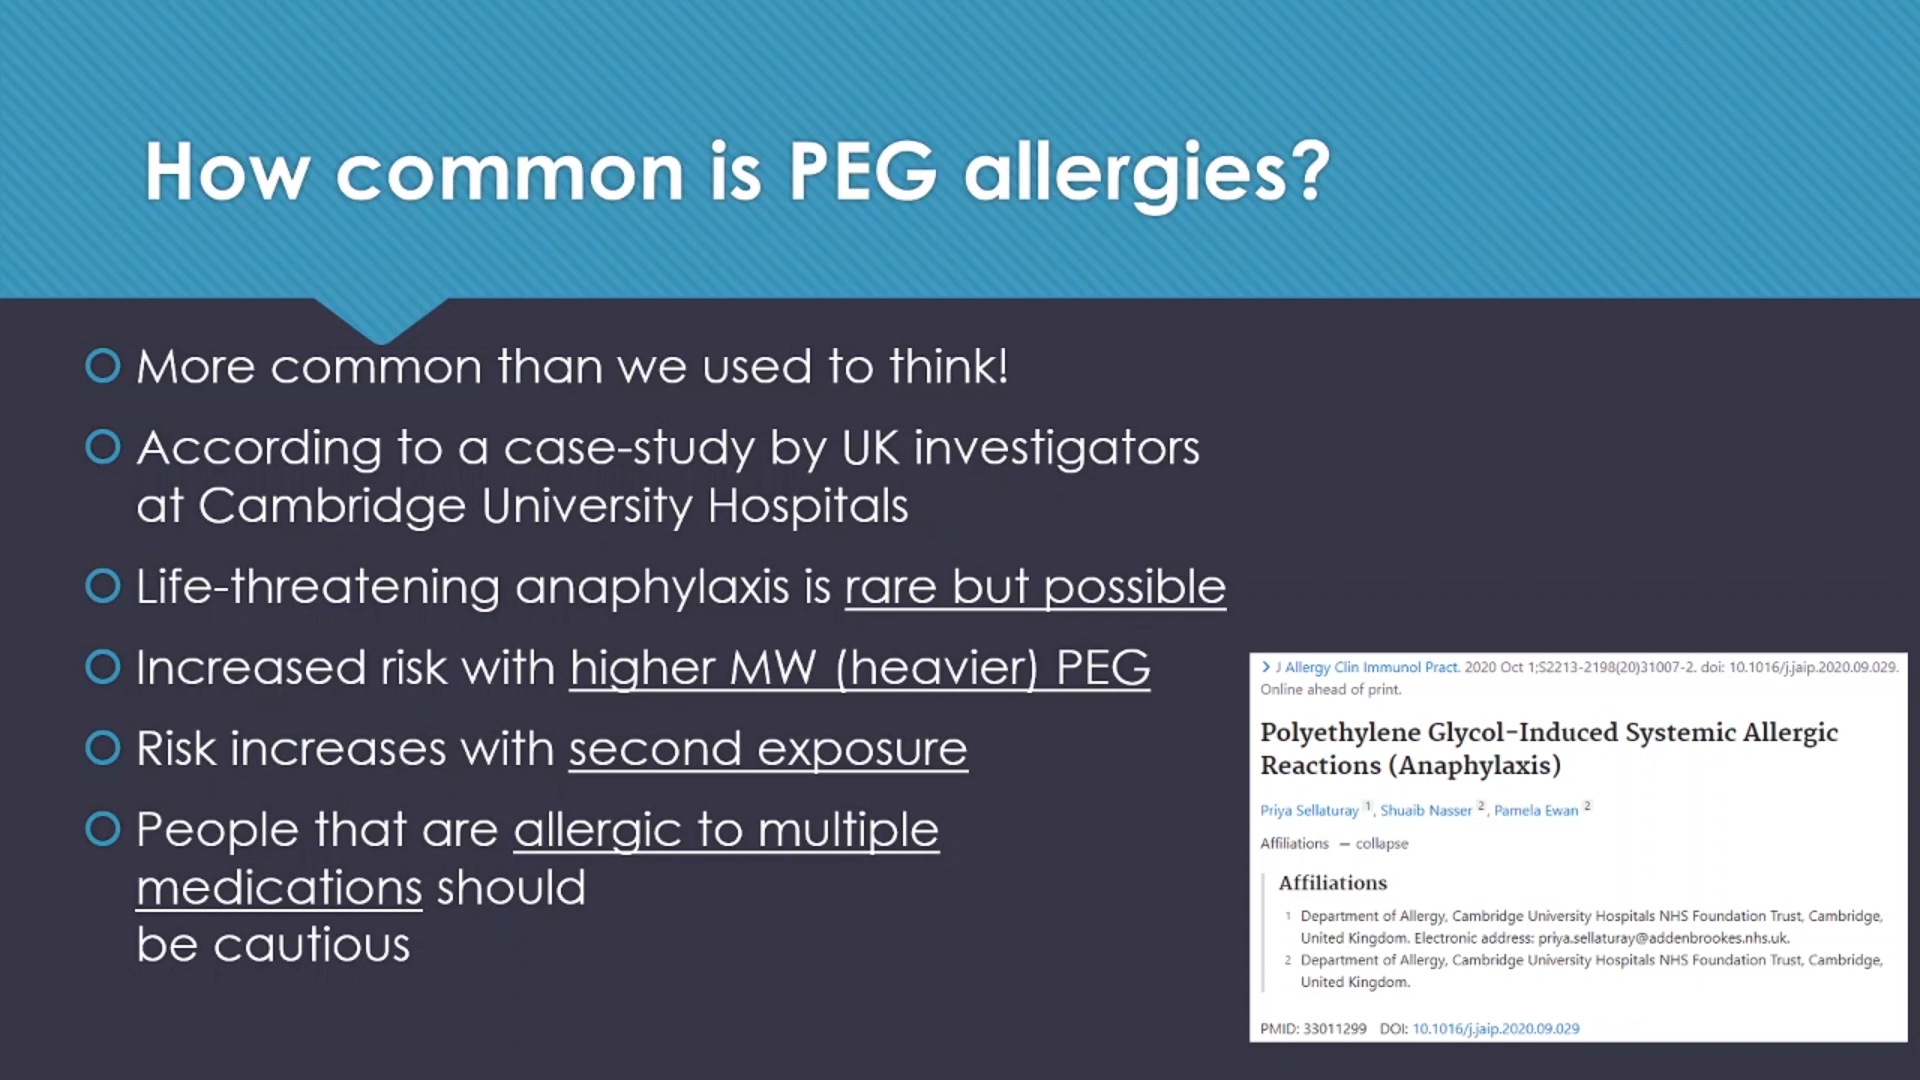 How common is PEG allergies?
More common than we used to think!
According to a case-study by UK investigators
at Cambridge University Hospitals
Life-threatening anaphylaxis is rare but possible
Increased risk with higher MW (heavier) PEG
Risk increases with second exposure
People that are allergic to multiple
medications should
be cautious
J Allergy Clin Immunol Pract. 2020 Oct 1;S2213-2198(20)31007-2. doi: 10.1016/j.jaip.2020.09.029.
Online ahead of print.
Polyethylene Glycol-Induced Systemic Allergic
Reactions (Anaphylaxis)
Priya Sellaturay 1, Shuaib Nasser 2, Pamela Ewan 2
Affiliations – collapse
Affiliations
1 Department of Allergy, Cambridge University Hospitals NHS Foundation Trust, Cambridge,
United Kingdom. Electronic address: priya.sellaturay@addenbrookes.nhs.uk.
2 Department of Allergy, Cambridge University Hospitals NHS Foundation Trust, Cambridge,
United Kingdom.
PMID: 33011299 DOI: 10.1016/j.jaip.2020.09.029